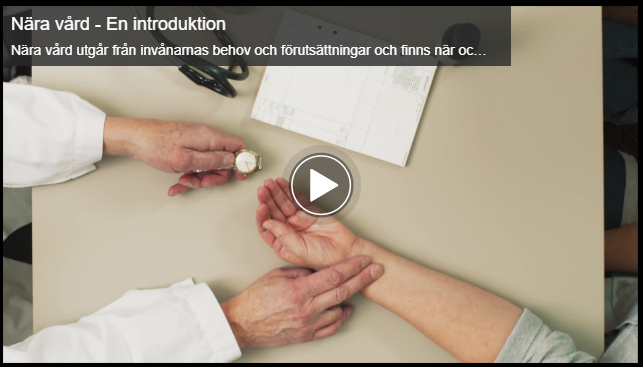 Nära vård - En introduktion
Nära vård utgår från invånarnas behov och förutsättningar och finns när oc…